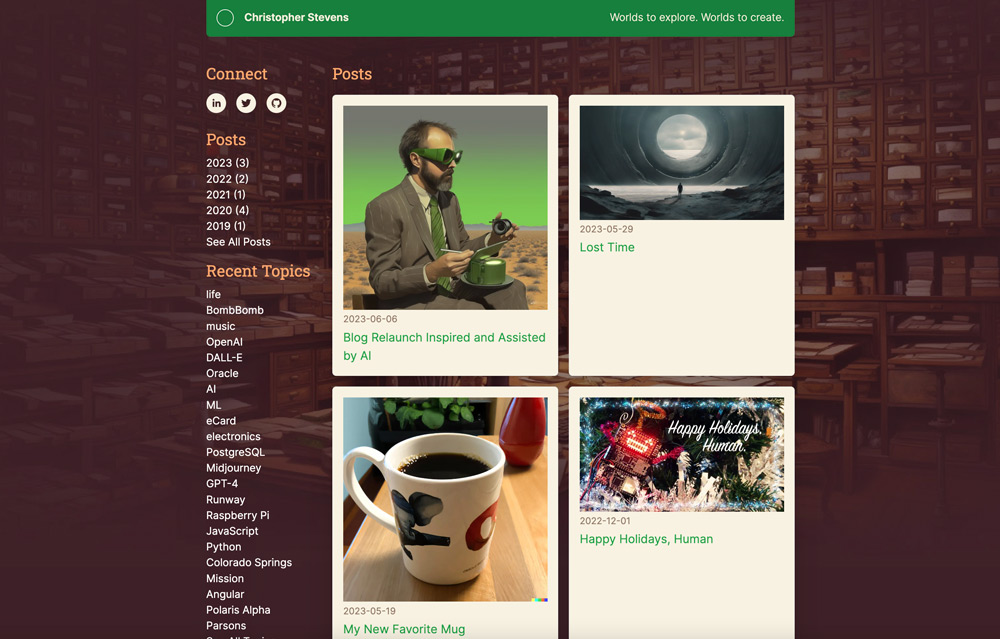 Christopher Stevens
Worlds to explore. Worlds to create.
Connect
in
Posts
2023 (3)
2022 (2)
2021 (1)
2020 (4)
2019 (1)
See All Posts
Recent Topics
life
BombBomb
music
OpenAI
DALL-E
Oracle
AI
ML
eCard
electronics
PostgreSQL
Midjourney
GPT-4
Runway
Raspberry Pi
JavaScript
Python
Colorado Springs
Mission
Angular
Polaris Alpha
Parsons
Posts
2023-06-06
Blog Relaunch Inspired and Assisted
by AI
2023-05-29
Lost Time
2023-05-19
My New Favorite Mug
Happy Holidays,
Human.
2022-12-01
Happy Holidays, Human